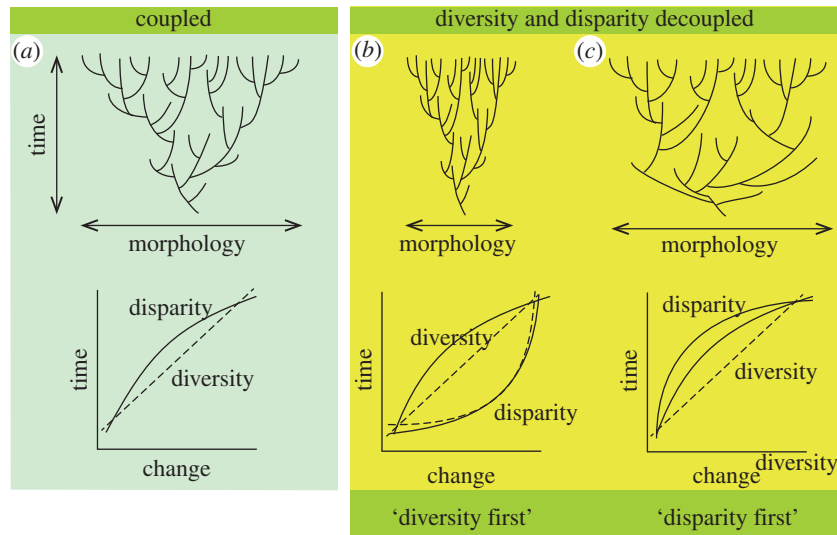 coupled
diversity and disparity decoupled
(a)
(b)
(c)
time
morphology
morphology
morphology
disparity
diversity
time
change
diversity
disparity
time
change
disparity
diversity
time
change
diversity
‘diversity first’
‘disparity first’